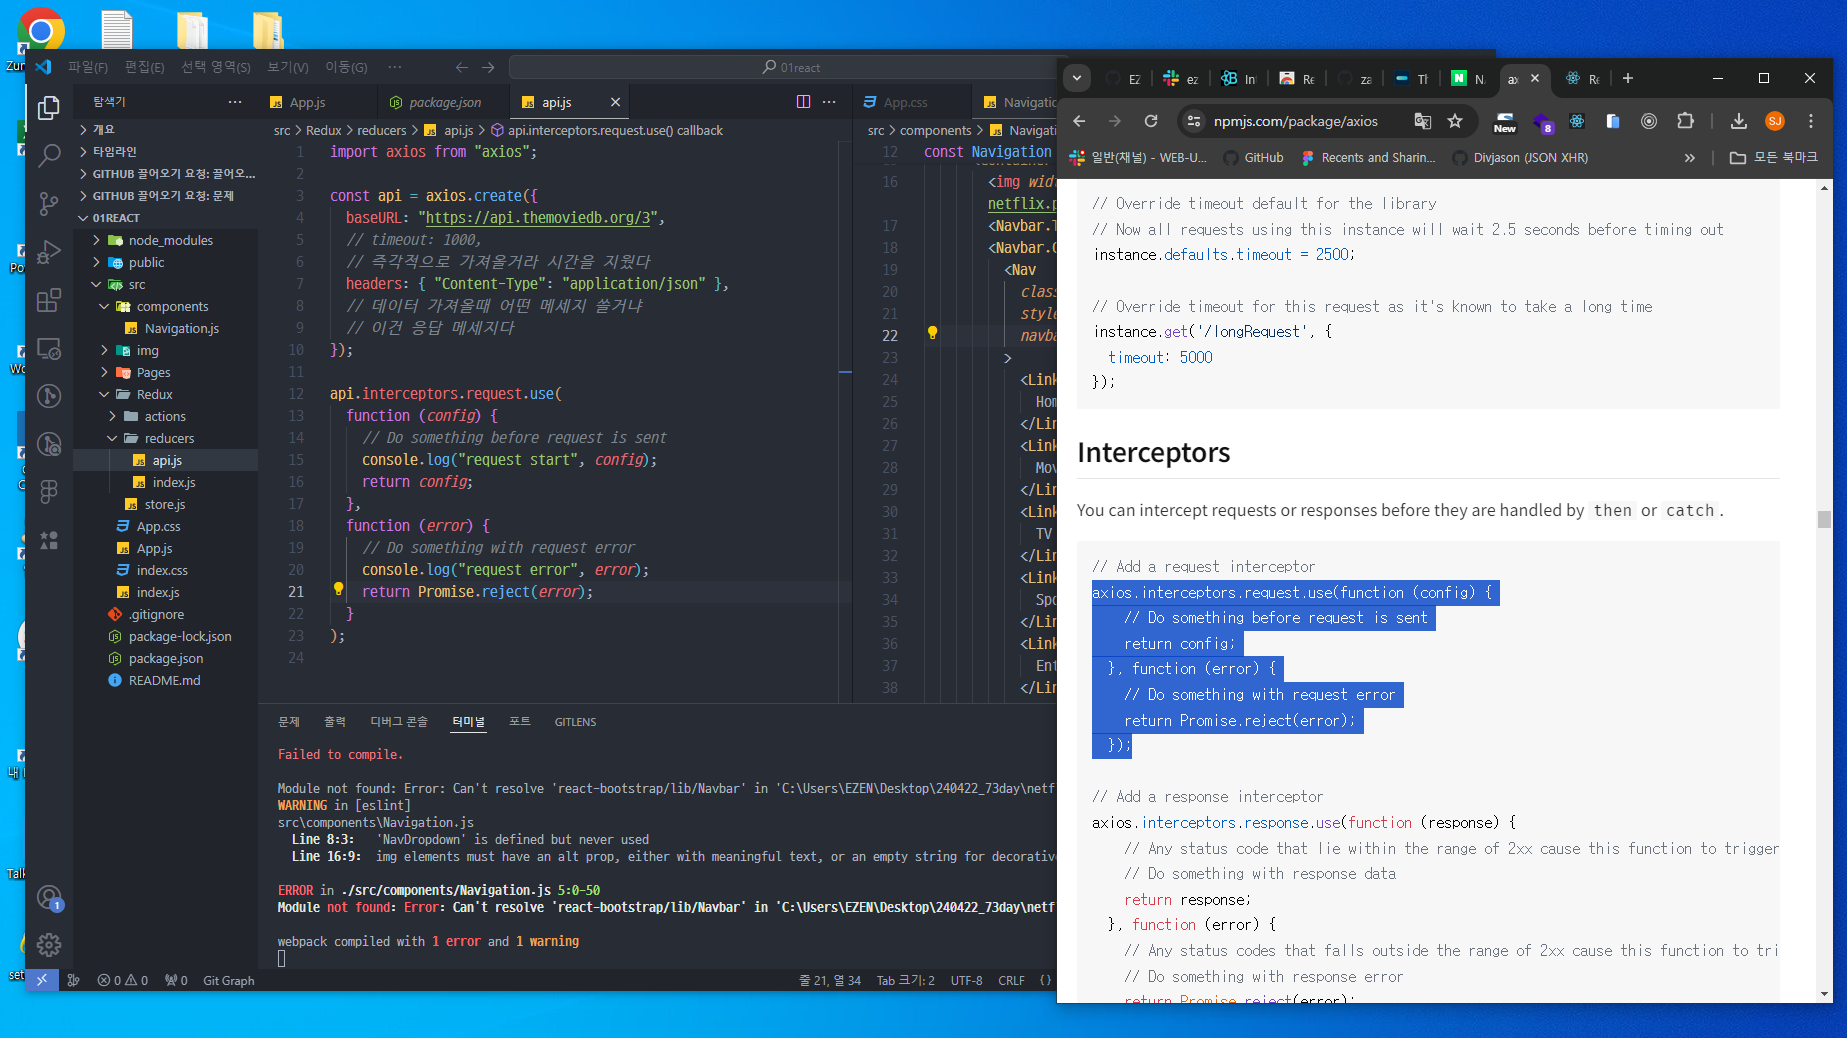 Zur
파일(F) 편집(E) 선택 영역(S) 보기(V) 이동(G) ···
01react
탐색기 ···
App.js
package.json
api.js
App.css
개요
타임라인
GITHUB 끌어오기 요청: 끌어오...
GITHUB 끌어오기 요청: 문제
01REACT
node_modules
public
src
components
Navigation.js
img
Pages
Redux
actions
reducers
api.js
index.js
store.js
App.css
App.js
index.css
index.js
.gitignore
package-lock.json
package.json
README.md
src > Redux > reducers > api.js > api.interceptors.request.use() callback
1 import axios from "axios";
2
3 const api = axios.create({
4 baseURL: "https://api.themoviedb.org/3",
5 // timeout: 1000,
6 // 즉각적으로 가져올거라 시간을 지웠다
7 headers: { "Content-Type": "application/json" },
8 // 데이터 가져올때 어떤 메세지 쓸거냐
9 // 이건 응답 메세지다
10 });
11
12 api.interceptors.request.use(
13 function (config) {
14 // Do something before request is sent
15 console.log("request start", config);
16 return config;
17 },
18 function (error) {
19 // Do something with request error
20 console.log("request error", error);
21 return Promise.reject(error);
22 }
23 );
24
src > components > Navigati
12 const Navigation
16 <img wid
netflix.p
17 <Navbar.T
18 <Navbar.
19 <Nav
20 clas
21 style
22 navba
23 >
24 <Link
25 Hom
26 </Lin
27 <Link
28 Mov
29 </Lin
30 <Link
31 TV
32 </Lin
33 <Link
34 Spo
35 </Lin
36 <Link
37 Ent
38 </Lin
문제 출력 디버그 콘솔 터미널 포트 GITLENS
Failed to compile.
Module not found: Error: Can't resolve 'react-bootstrap/lib/Navbar' in 'C:\Users\EZEN\Desktop\240422_73day\netf
WARNING in [eslint]
src\components\Navigation.js
Line 8:3: 'NavDropdown' is defined but never used
Line 16:9: img elements must have an alt prop, either with meaningful text, or an empty string for decorativ
ERROR in ./src/components/Navigation.js 5:0-50
Module not found: Error: Can't resolve 'react-bootstrap/lib/Navbar' in 'C:\Users\EZEN\Desktop\240422_73day\netf
webpack compiled with 1 error and 1 warning
0 0 0 Git Graph
줄 21, 열 34 Tab 크기: 2 UTF-8 CRLF { }
1
EZ ez In Re za Th N ax Re
npmjs.com/package/axios
New 8 SJ
일반(채널) - WEB-U... GitHub Recents and Sharin... Divjason (JSON XHR) » 모든 북마크
// Override timeout default for the library
// Now all requests using this instance will wait 2.5 seconds before timing out
instance.defaults.timeout = 2500;
// Override timeout for this request as it's known to take a long time
instance.get('/longRequest', {
timeout: 5000
});
Interceptors
You can intercept requests or responses before they are handled by then or catch.
// Add a request interceptor
axios.interceptors.request.use(function (config) {
// Do something before request is sent
return config;
}, function (error) {
// Do something with request error
return Promise.reject(error);
});
// Add a response interceptor
axios.interceptors.response.use(function (response) {
// Any status code that lie within the range of 2xx cause this function to trigger
// Do something with response data
return response;
}, function (error) {
// Any status codes that falls outside the range of 2xx cause this function to tri
// Do something with response error
return Promise.reject(error);